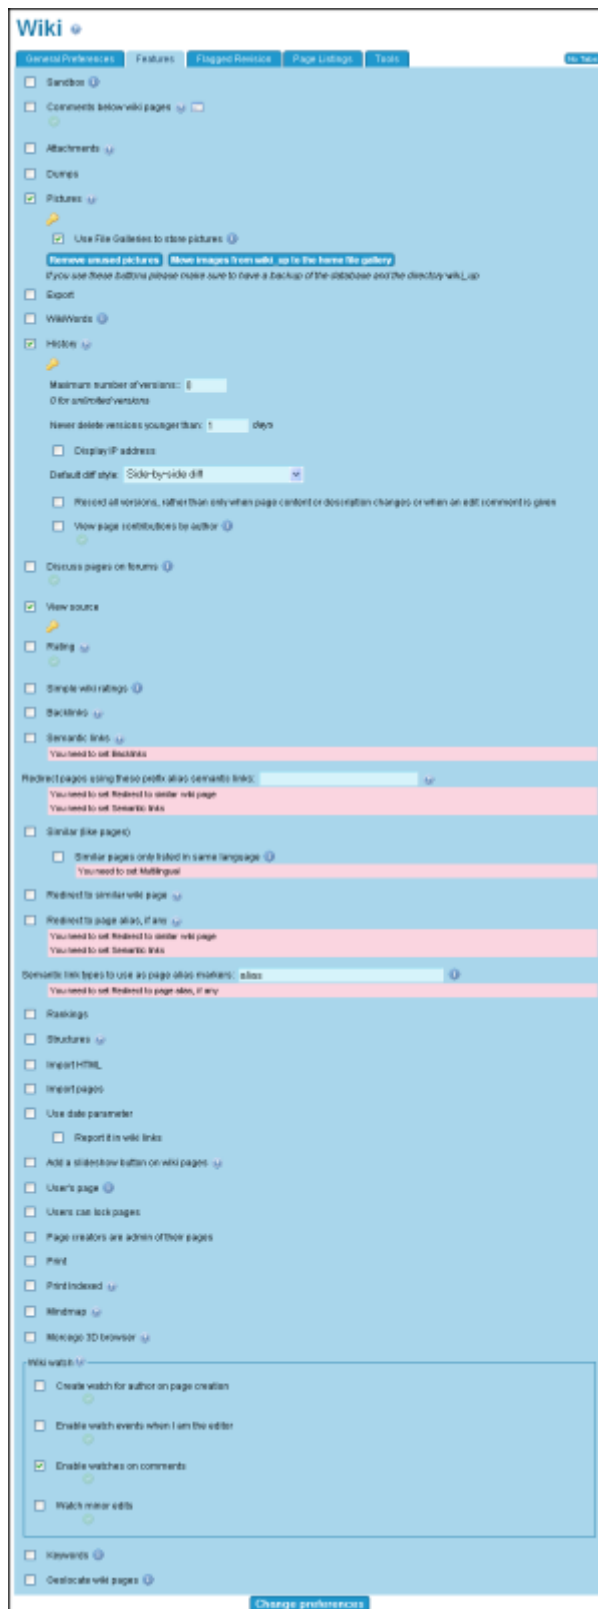 Wiki
General Preferences Features Flagged Revision Page Listings Tools No Tabs
Sandbox
Comments below wiki pages
Attachments
Dumps
Pictures
Use File Galleries to store pictures
Remove unused pictures Move images from wiki_up to the home file gallery
If you use these buttons please make sure to have a backup of the database and the directory wiki_up
Export
WikiWords
History
Maximum number of versions: 0
0 for unlimited versions
Never delete versions younger than: 1 days
Display IP address
Default diff style: Side-by-side diff
Record all versions, rather than only when page content or description changes or when an edit comment is given
View page contributions by author
Discuss pages on forums
View source
Rating
Simple wiki ratings
Backlinks
Semantic links
You need to set Backlinks
Redirect pages using these prefix alias semantic links:
You need to set Redirect to similar wiki page
You need to set Semantic links
Similar (like pages)
Similar pages only listed in same language
You need to set Multilingual
Redirect to similar wiki page
Redirect to page alias, if any
You need to set Redirect to similar wiki page
You need to set Semantic links
Semantic link types to use as page alias markers: alias
You need to set Redirect to page alias, if any
Rankings
Structures
Import HTML
Import pages
Use date parameter
Report it in wiki links
Add a slideshow button on wiki pages
User's page
Users can lock pages
Page creators are admin of their pages
Print
Print Indexed
Mindmap
Morcego 3D browser
Wiki watch
Create watch for author on page creation
Enable watch events when I am the editor
Enable watches on comments
Watch minor edits
Keywords
Geolocate wiki pages
Change preferences